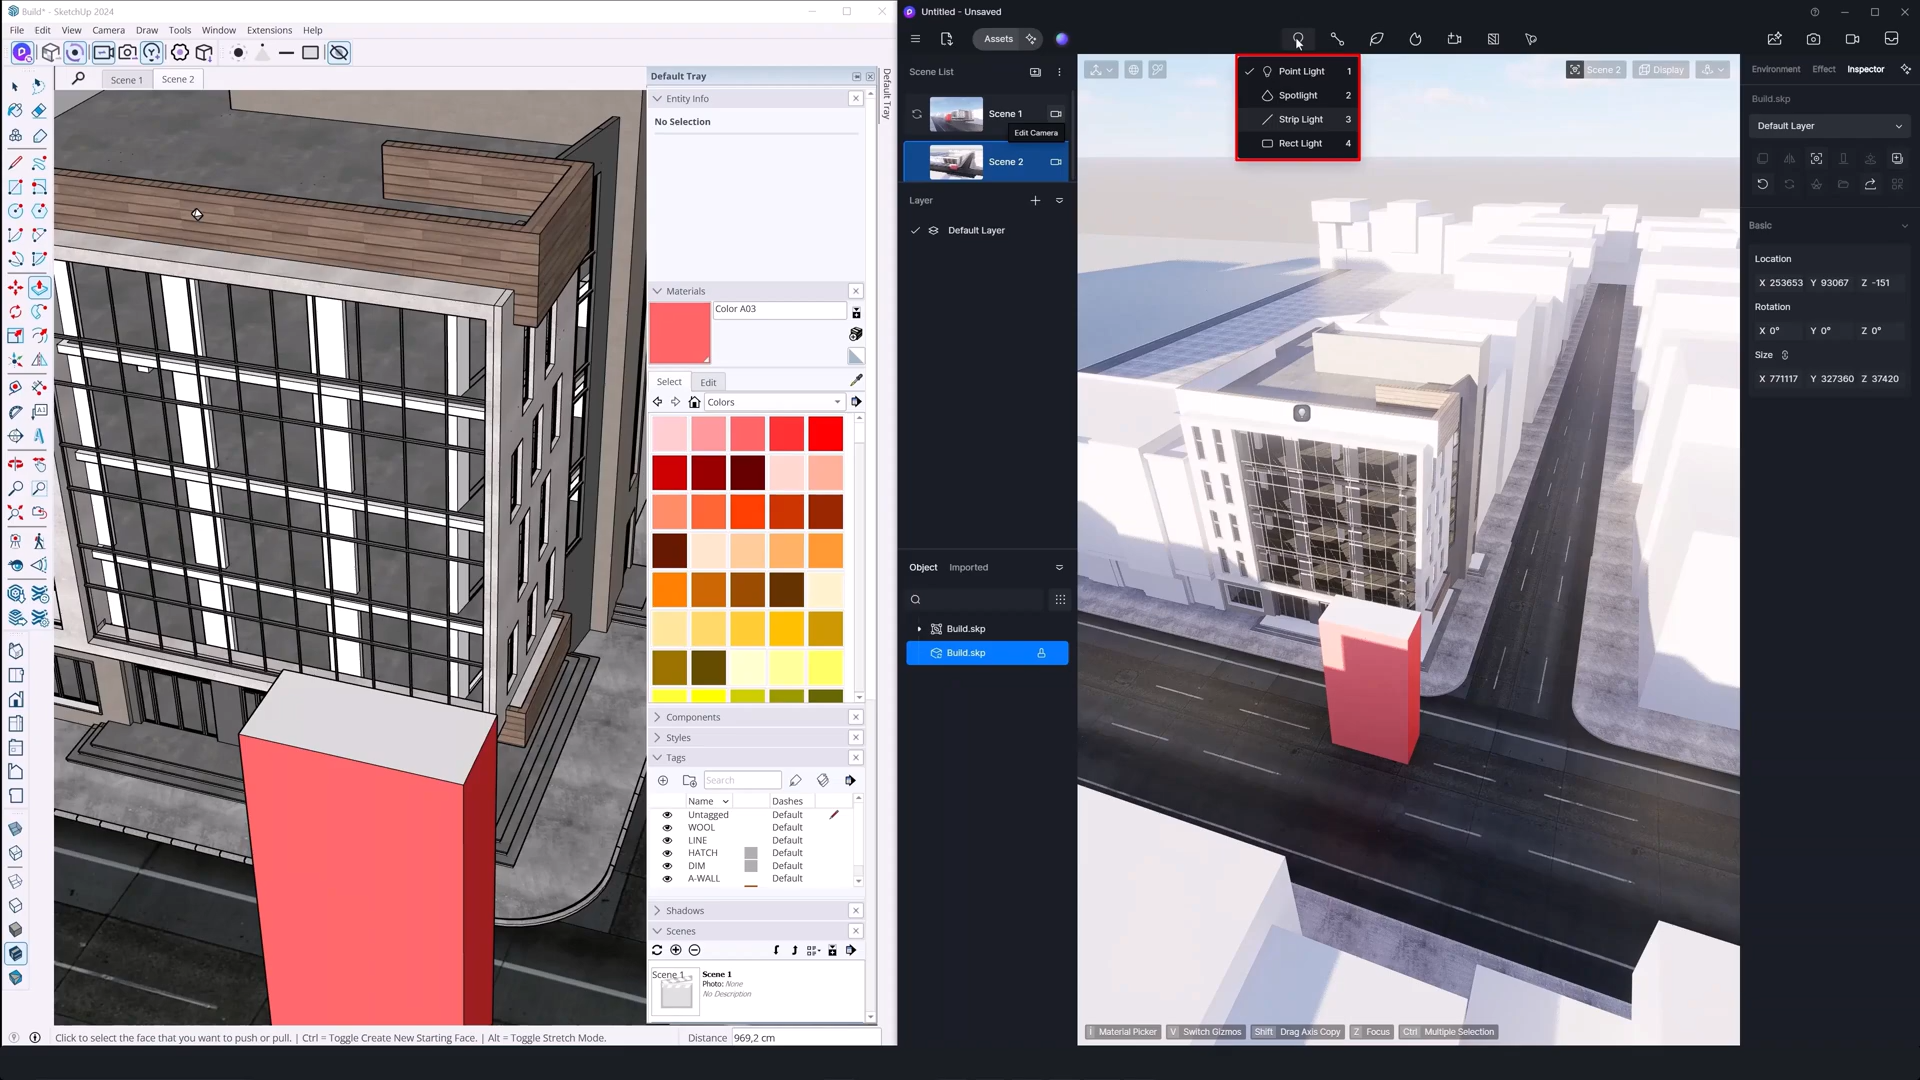 Build* - SketchUp 2024
File Edit View Camera Draw Tools Window Extensions Help
Scene 1 Scene 2
Default Tray
Default Tray
Entity Info
No Selection
Materials
Color A03
Select Edit
Colors
Components
Styles
Tags
Search
Name Dashes
Untagged Default
WOOL Default
LINE Default
HATCH Default
DIM Default
A-WALL Default
Shadows
Scenes
Scene 1
Scene 1
Photo: None
No Description
Click to select the face that you want to push or pull. | Ctrl = Toggle Create New Starting Face. | Alt = Toggle Stretch Mode.
Distance 969,2 cm
Untitled - Unsaved
Assets
Scene List
Scene 1
Edit Camera
Scene 2
Layer
Default Layer
Object Imported
Build.skp
Build.skp
Point Light 1
Spotlight 2
Strip Light 3
Rect Light 4
Scene 2 Display
I Material Picker V Switch Gizmos Shift Drag Axis Copy Z Focus Ctrl Multiple Selection
Environment Effect Inspector
Build.skp
Default Layer
Basic
Location
X 253653 Y 93067 Z -151
Rotation
X 0° Y 0° Z 0°
Size
X 771117 Y 327360 Z 37420